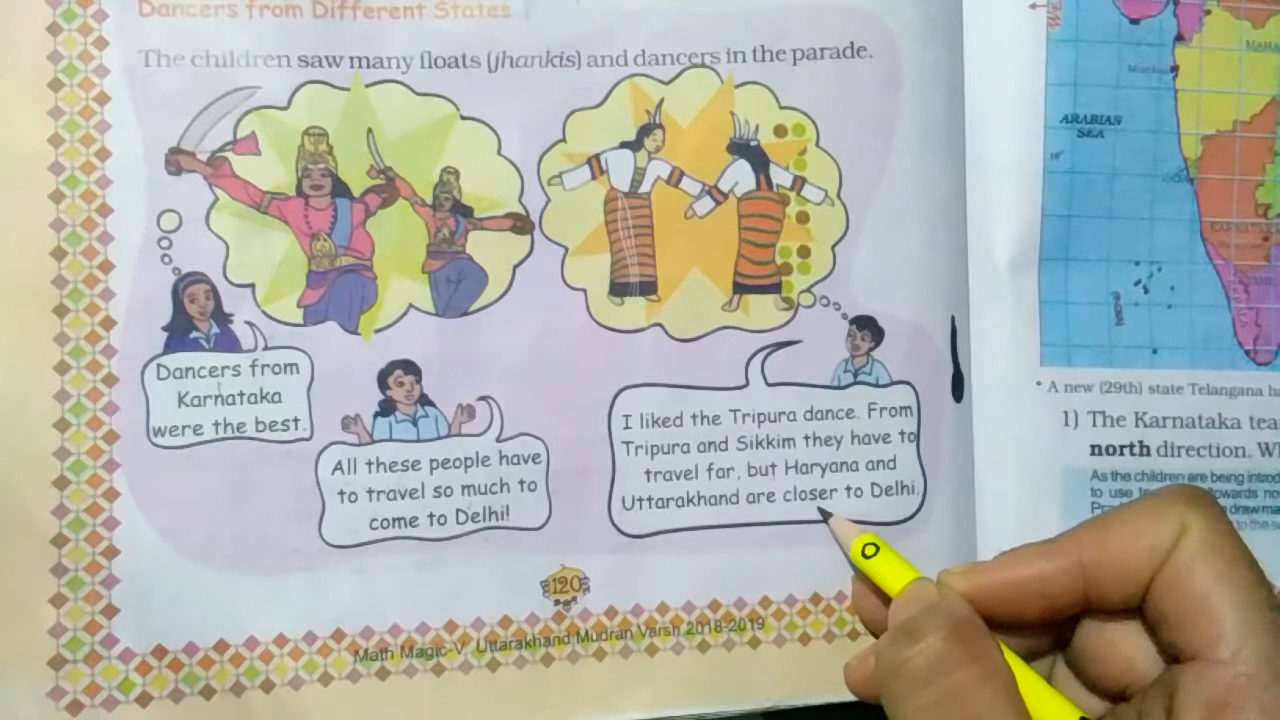 Dancers from Different States
The children saw many floats (jhankis) and dancers in the parade.
Dancers from
Karnataka
were the best.
All these people have
to travel so much to
come to Delhi!
I liked the Tripura dance. From
Tripura and Sikkim they have to
travel far, but Haryana and
Uttarakhand are closer to Delhi.
120
Math Magic-V, Uttarakhand Mudran Varsh 2018-2019
ARABIAN
SEA
* A new (29th) state Telangana
1) The Karnataka
north direction.
As the children are being
to use